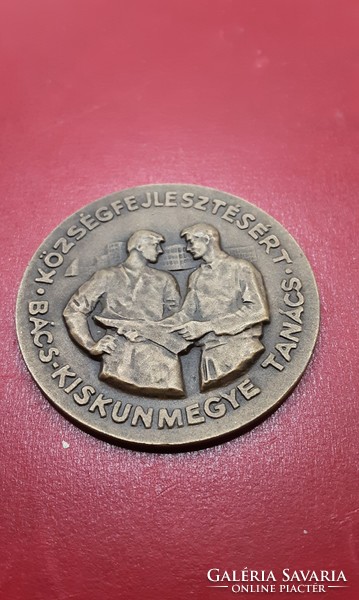 · KÖZSÉGFEJLESZTÉSÉRT ·
BÁCS-KISKUNMEGYE TANÁCS
GALÉRIA SAVARIA
ONLINE PIACTÉR